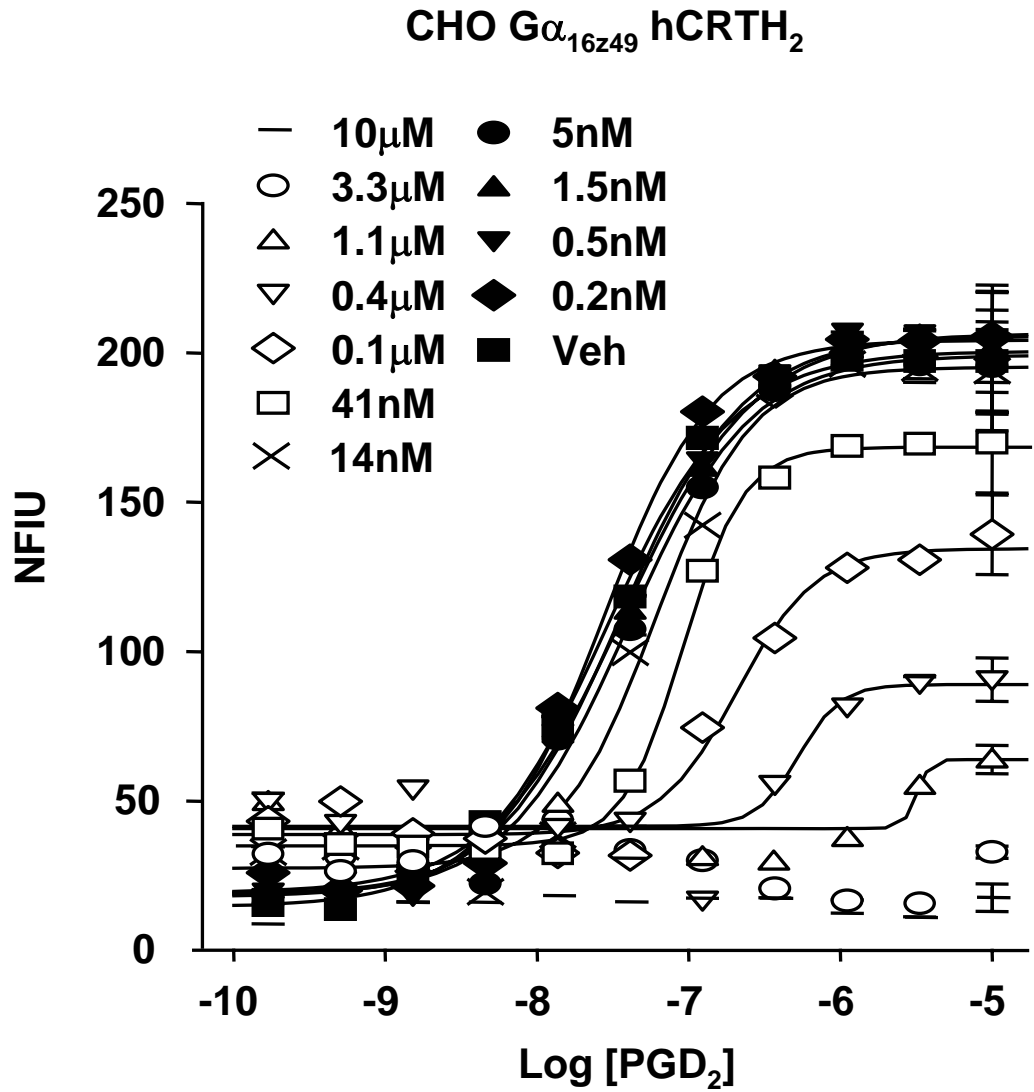 CHO Gα16z49 hCRTH2
10μM
5nM
3.3μM
1.5nM
1.1μM
0.5nM
0.4μM
0.2nM
0.1μM
Veh
41nM
14nM
250
200
150
100
50
0
NFIU
-10 -9 -8 -7 -6 -5
Log [PGD2]